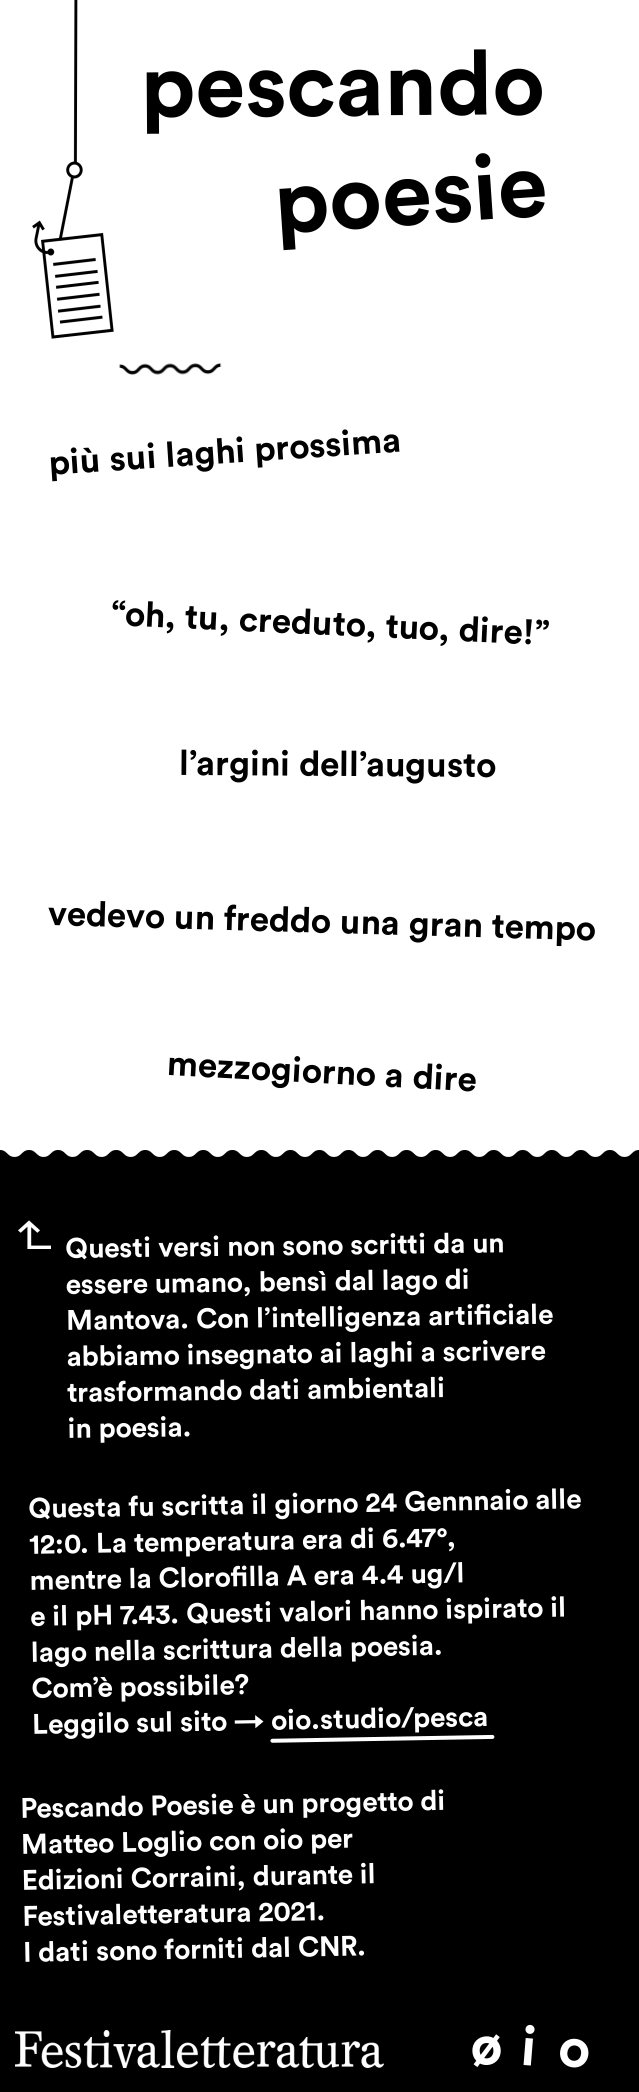 pescando
poesie
più sui laghi prossima
“oh, tu, creduto, tuo, dire!”
l’argini dell’augusto
vedevo un freddo una gran tempo
mezzogiorno a dire
Questi versi non sono scritti da un
essere umano, bensì dal lago di
Mantova. Con l’intelligenza artificiale
abbiamo insegnato ai laghi a scrivere
trasformando dati ambientali
in poesia.
Questa fu scritta il giorno 24 Gennnaio alle
12:0. La temperatura era di 6.47°,
mentre la Clorofilla A era 4.4 ug/l
e il pH 7.43. Questi valori hanno ispirato il
lago nella scrittura della poesia.
Com’è possibile?
Leggilo sul sito → oio.studio/pesca
Pescando Poesie è un progetto di
Matteo Loglio con oio per
Edizioni Corraini, durante il
Festivaletteratura 2021.
I dati sono forniti dal CNR.
Festivaletteratura ø i o